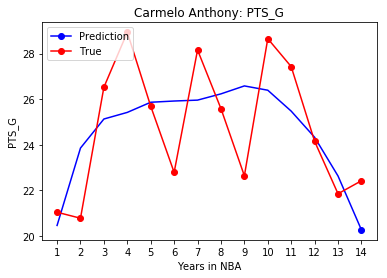 Carmelo Anthony: PTS_G
Prediction
True
28
26
24
22
20
PTS_G
1 2 3 4 5 6 7 8 9 10 11 12 13 14
Years in NBA